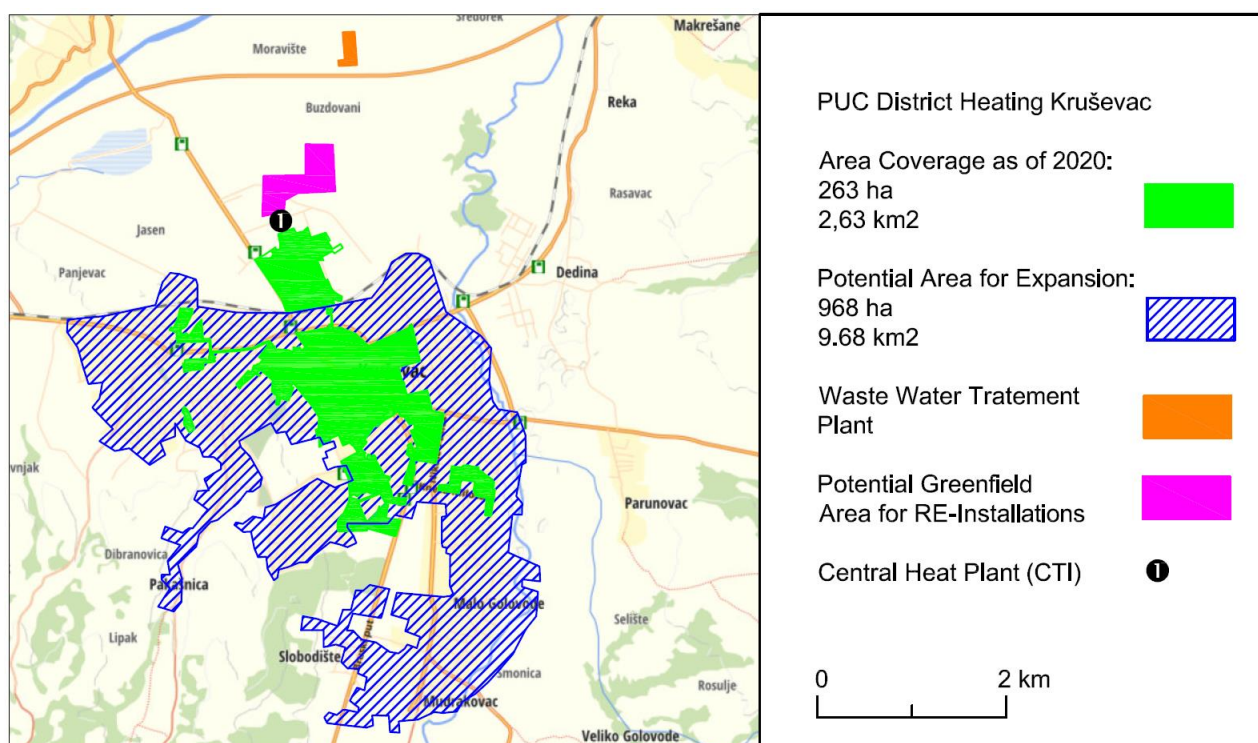 Sredorek
Makrešane
Moravište
Buzdovani
Reka
Rasavac
Jasen
Panjevac
Dedina
vac
vnjak
Parunovac
Dibranovica
Pakašnica
Malo Golovode
Selište
Lipak
Slobodište
Smonica
Rosulje
Mudrakovac
Veliko Golovode
1
PUC District Heating Kruševac
Area Coverage as of 2020:
263 ha
2,63 km2
Potential Area for Expansion:
968 ha
9.68 km2
Waste Water Tratement
Plant
Potential Greenfield
Area for RE-Installations
Central Heat Plant (CTI) 1
0 2 km